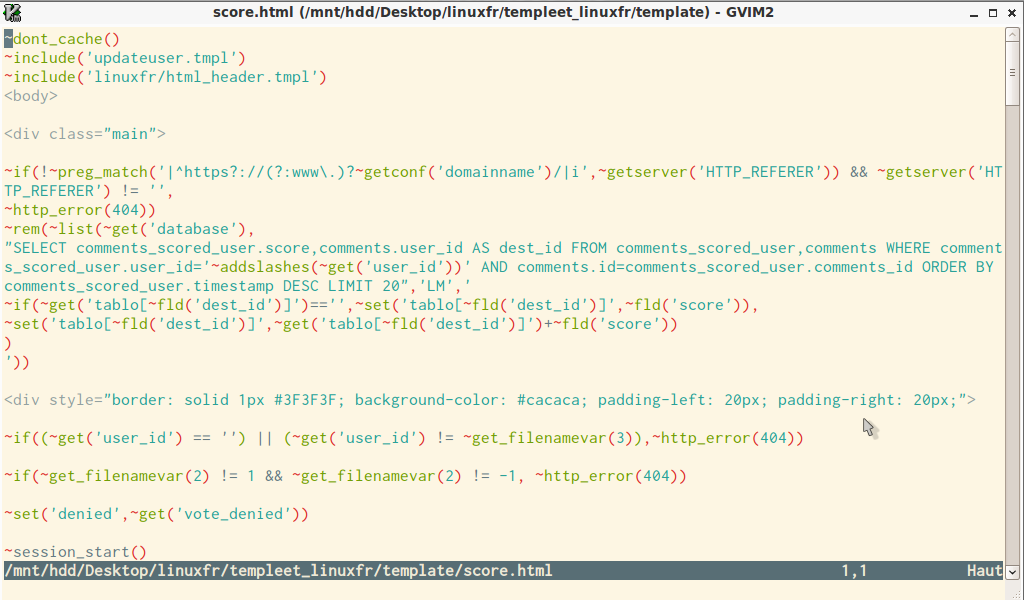 score.html (/mnt/hdd/Desktop/linuxfr/templeet_linuxfr/template) - GVIM2
~dont_cache()
~include('updateuser.tmpl')
~include('linuxfr/html_header.tmpl')
<body>
<div class="main">
~if(!~preg_match('|^https?://(?:www\.)?~getconf('domainname')/|i',~getserver('HTTP_REFERER')) && ~getserver('HT
TP_REFERER') != '',
~http_error(404))
~rem(~list(~get('database'),
"SELECT comments_scored_user.score,comments.user_id AS dest_id FROM comments_scored_user,comments WHERE comment
s_scored_user.user_id='~addslashes(~get('user_id'))' AND comments.id=comments_scored_user.comments_id ORDER BY
comments_scored_user.timestamp DESC LIMIT 20",'LM','
~if(~get('tablo[~fld('dest_id')]')=='',~set('tablo[~fld('dest_id')]',~fld('score')),
~set('tablo[~fld('dest_id')]',~get('tablo[~fld('dest_id')]')+~fld('score'))
)
'))
<div style="border: solid 1px #3F3F3F; background-color: #cacaca; padding-left: 20px; padding-right: 20px;">
~if((~get('user_id') == '') || (~get('user_id') != ~get_filenamevar(3)),~http_error(404))
~if(~get_filenamevar(2) != 1 && ~get_filenamevar(2) != -1, ~http_error(404))
~set('denied',~get('vote_denied'))
~session_start()
/mnt/hdd/Desktop/linuxfr/templeet_linuxfr/template/score.html 1,1 Haut